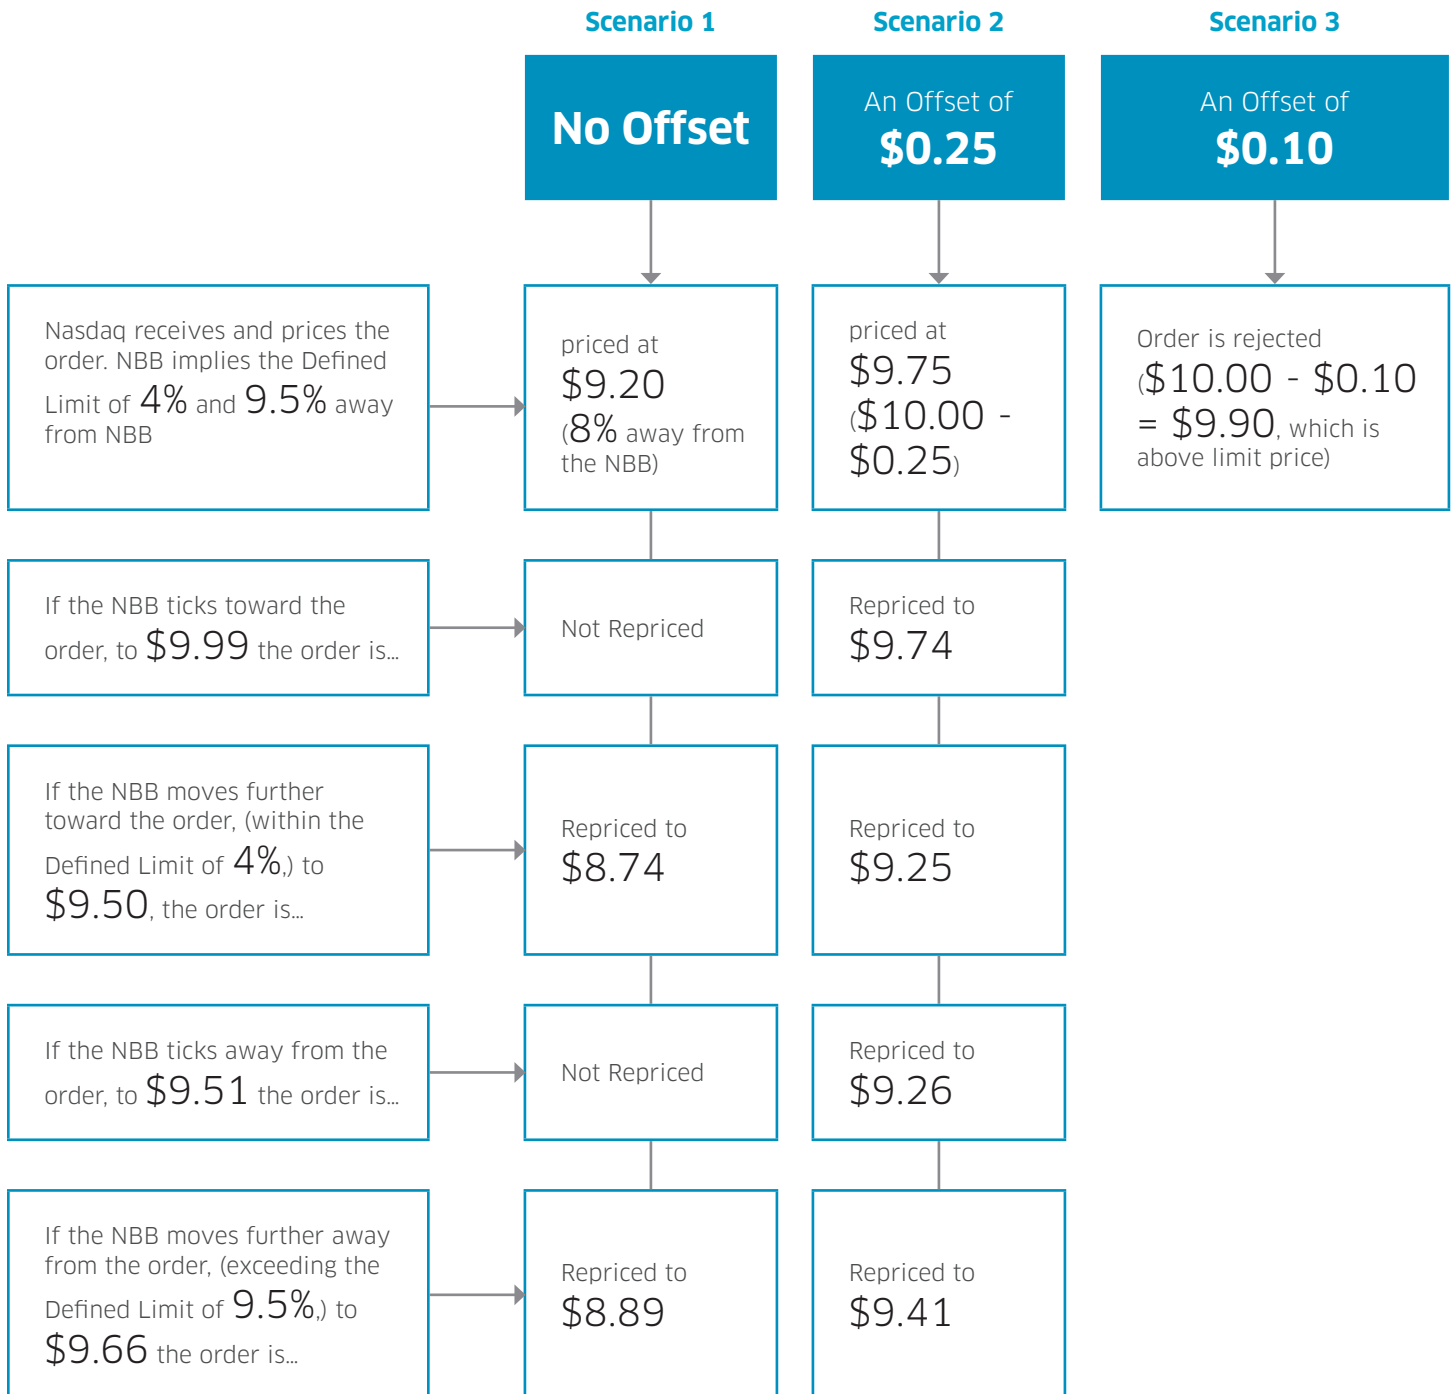 Scenario 1
Scenario 2
Scenario 3
No Offset
An Offset of
$0.25
An Offset of
$0.10
Nasdaq receives and prices the
order. NBB implies the Defined
Limit of 4% and 9.5% away
from NBB
priced at
$9.20
(8% away from
the NBB)
priced at
$9.75
($10.00 -
$0.25)
Order is rejected
($10.00 - $0.10
= $9.90, which is
above limit price)
If the NBB ticks toward the
order, to $9.99 the order is…
Not Repriced
Repriced to
$9.74
If the NBB moves further
toward the order, (within the
Defined Limit of 4%,) to
$9.50, the order is…
Repriced to
$8.74
Repriced to
$9.25
If the NBB ticks away from the
order, to $9.51 the order is…
Not Repriced
Repriced to
$9.26
If the NBB moves further away
from the order, (exceeding the
Defined Limit of 9.5%,) to
$9.66 the order is…
Repriced to
$8.89
Repriced to
$9.41